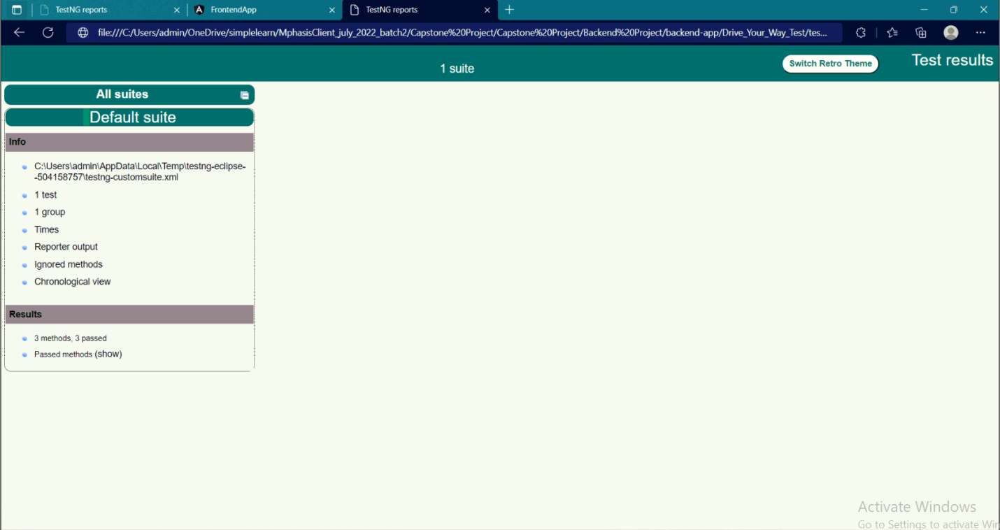 TestNG reports
FrontendApp
TestNG reports
file:///C:/Users/admin/OneDrive/simplelearn/MphasisClient_july_2022_batch2/Capstone%20Project/Capstone%20Project/Backend%20Project/backend-app/Drive_Your_Way_Test/tes...
1 suite
Switch Retro Theme
Test results
All suites
Default suite
Info
C:\Users\admin\AppData\Local\Temp\testng-eclipse-
-504158757\testng-customsuite.xml
1 test
1 group
Times
Reporter output
Ignored methods
Chronological view
Results
3 methods, 3 passed
Passed methods (show)
Activate Windows
Go to Settings to activate Win